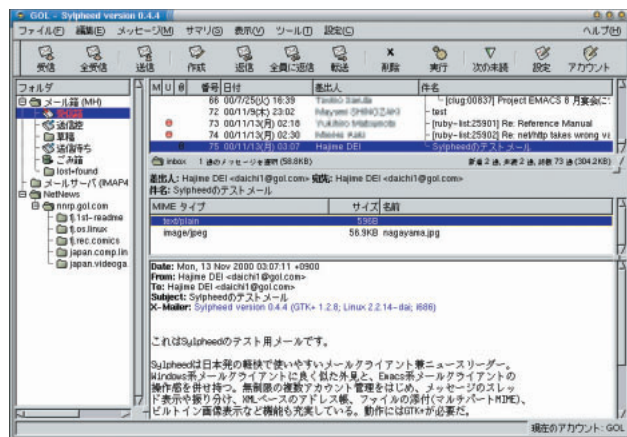 GOL - Sylpheed version 0.4.4
ファイル(F) 編集(E) メッセージ(M) サマリ(S) 表示(V) ツール(T) 設定(C) ヘルプ(H)
受信 全受信 送信 作成 返信 全員に返信 転送 削除 実行 次の未読 設定 アカウント
フォルダ
メール箱 (MH)
送信控
草稿
送信待ち
ごみ箱
lost+found
メールサーバ (IMAP4
NetNews
nnrp.gol.com
fj.1st-readme
fj.os.linux
fj.rec.comics
japan.comp.lin
japan.videoga.
M U 番号 日付 差出人 件名
66 00/7/25(火) 16:39 [clug:00837] Project EMACS 8 月宴会に
72 00/11/9(木) 23:02 test
73 00/11/13(月) 02:18 [ruby-list:25901] Re: Reference Manual
74 00/11/13(月) 02:30 [ruby-list:25902] Re: net/http takes wrong va
75 00/11/13(月) 03:07 Hajime DEI Sylpheedのテストメール
inbox 1 通のメッセージを選択 (58.8KB) 新着 2 通, 未読 2 通, 総数 73 通 (304.2KB)
差出人: Hajime DEI <daichi1@gol.com> 宛先: Hajime DEI <daichi1@gol.com>
件名: Sylpheedのテストメール
MIME タイプ サイズ 名前
text/plain 596B
image/jpeg 56.9KB nagayama.jpg
Date: Mon, 13 Nov 2000 03:07:11 +0900
From: Hajime DEI <daichi1@gol.com>
To: Hajime DEI <daichi1@gol.com>
Subject: Sylpheedのテストメール
X-Mailer: Sylpheed version 0.4.4 (GTK+ 1.2.8; Linux 2.2.14-dai; i686)
これはSylpheedのテスト用メールです。
Sylpheedは日本発の軽快で使いやすいメールクライアント兼ニュースリーダー。
Windows系メールクライアントに良く似た外見と、Emacs系メールクライアントの
操作感を併せ持つ。無制限の複数アカウント管理をはじめ、メッセージのスレッ
ド表示や振り分け、XMLベースのアドレス帳、ファイルの添付(マルチパートMIME)、
ビルトイン画像表示など機能も充実している。動作にはGTK+が必要だ。
現在のアカウント: GOL